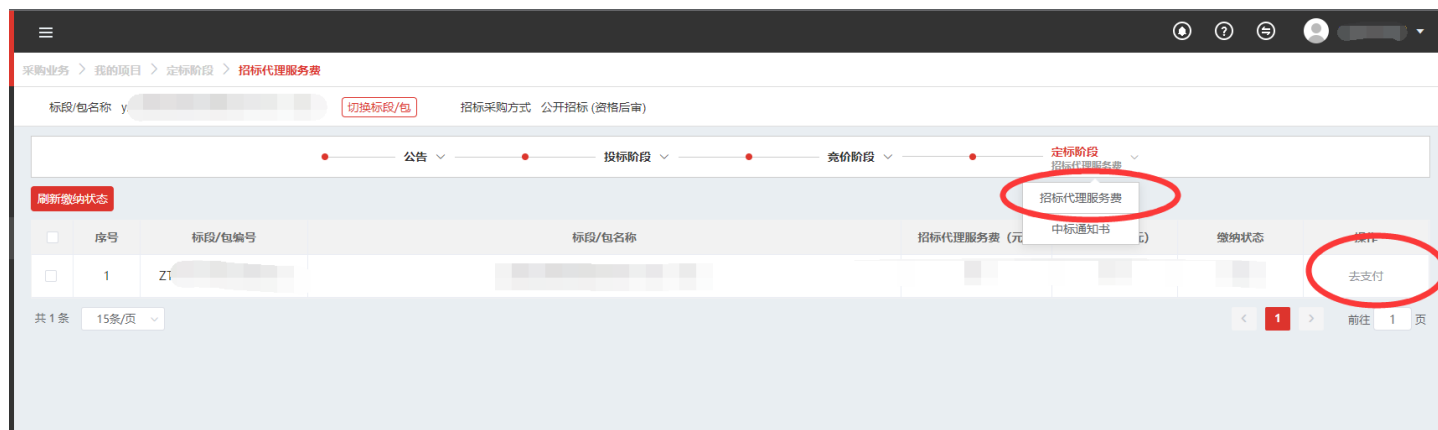 采购业务 > 我的项目 > 定标阶段 > 招标代理服务费
标段/包名称 y 切换标段/包 招标采购方式 公开招标 (资格后审)
公告 投标阶段 竞价阶段 定标阶段
招标代理服务费
刷新缴纳状态
招标代理服务费
中标通知书
序号 标段/包编号 标段/包名称 招标代理服务费 (元 元) 缴纳状态 操作
1 ZT 去支付
共 1 条 15条/页 < 1 > 前往 1 页